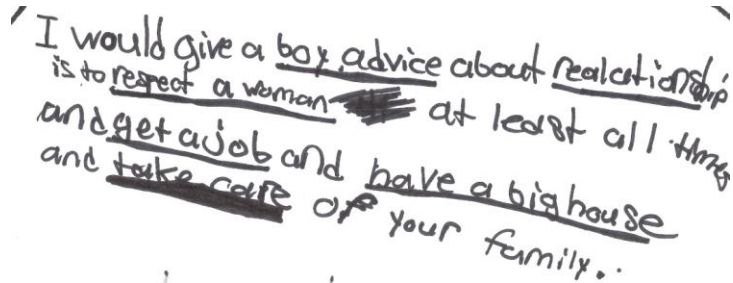 I would give a boy advice about realationship
is to respect a woman at least all times
and get a job and have a big house
and take care of your family.